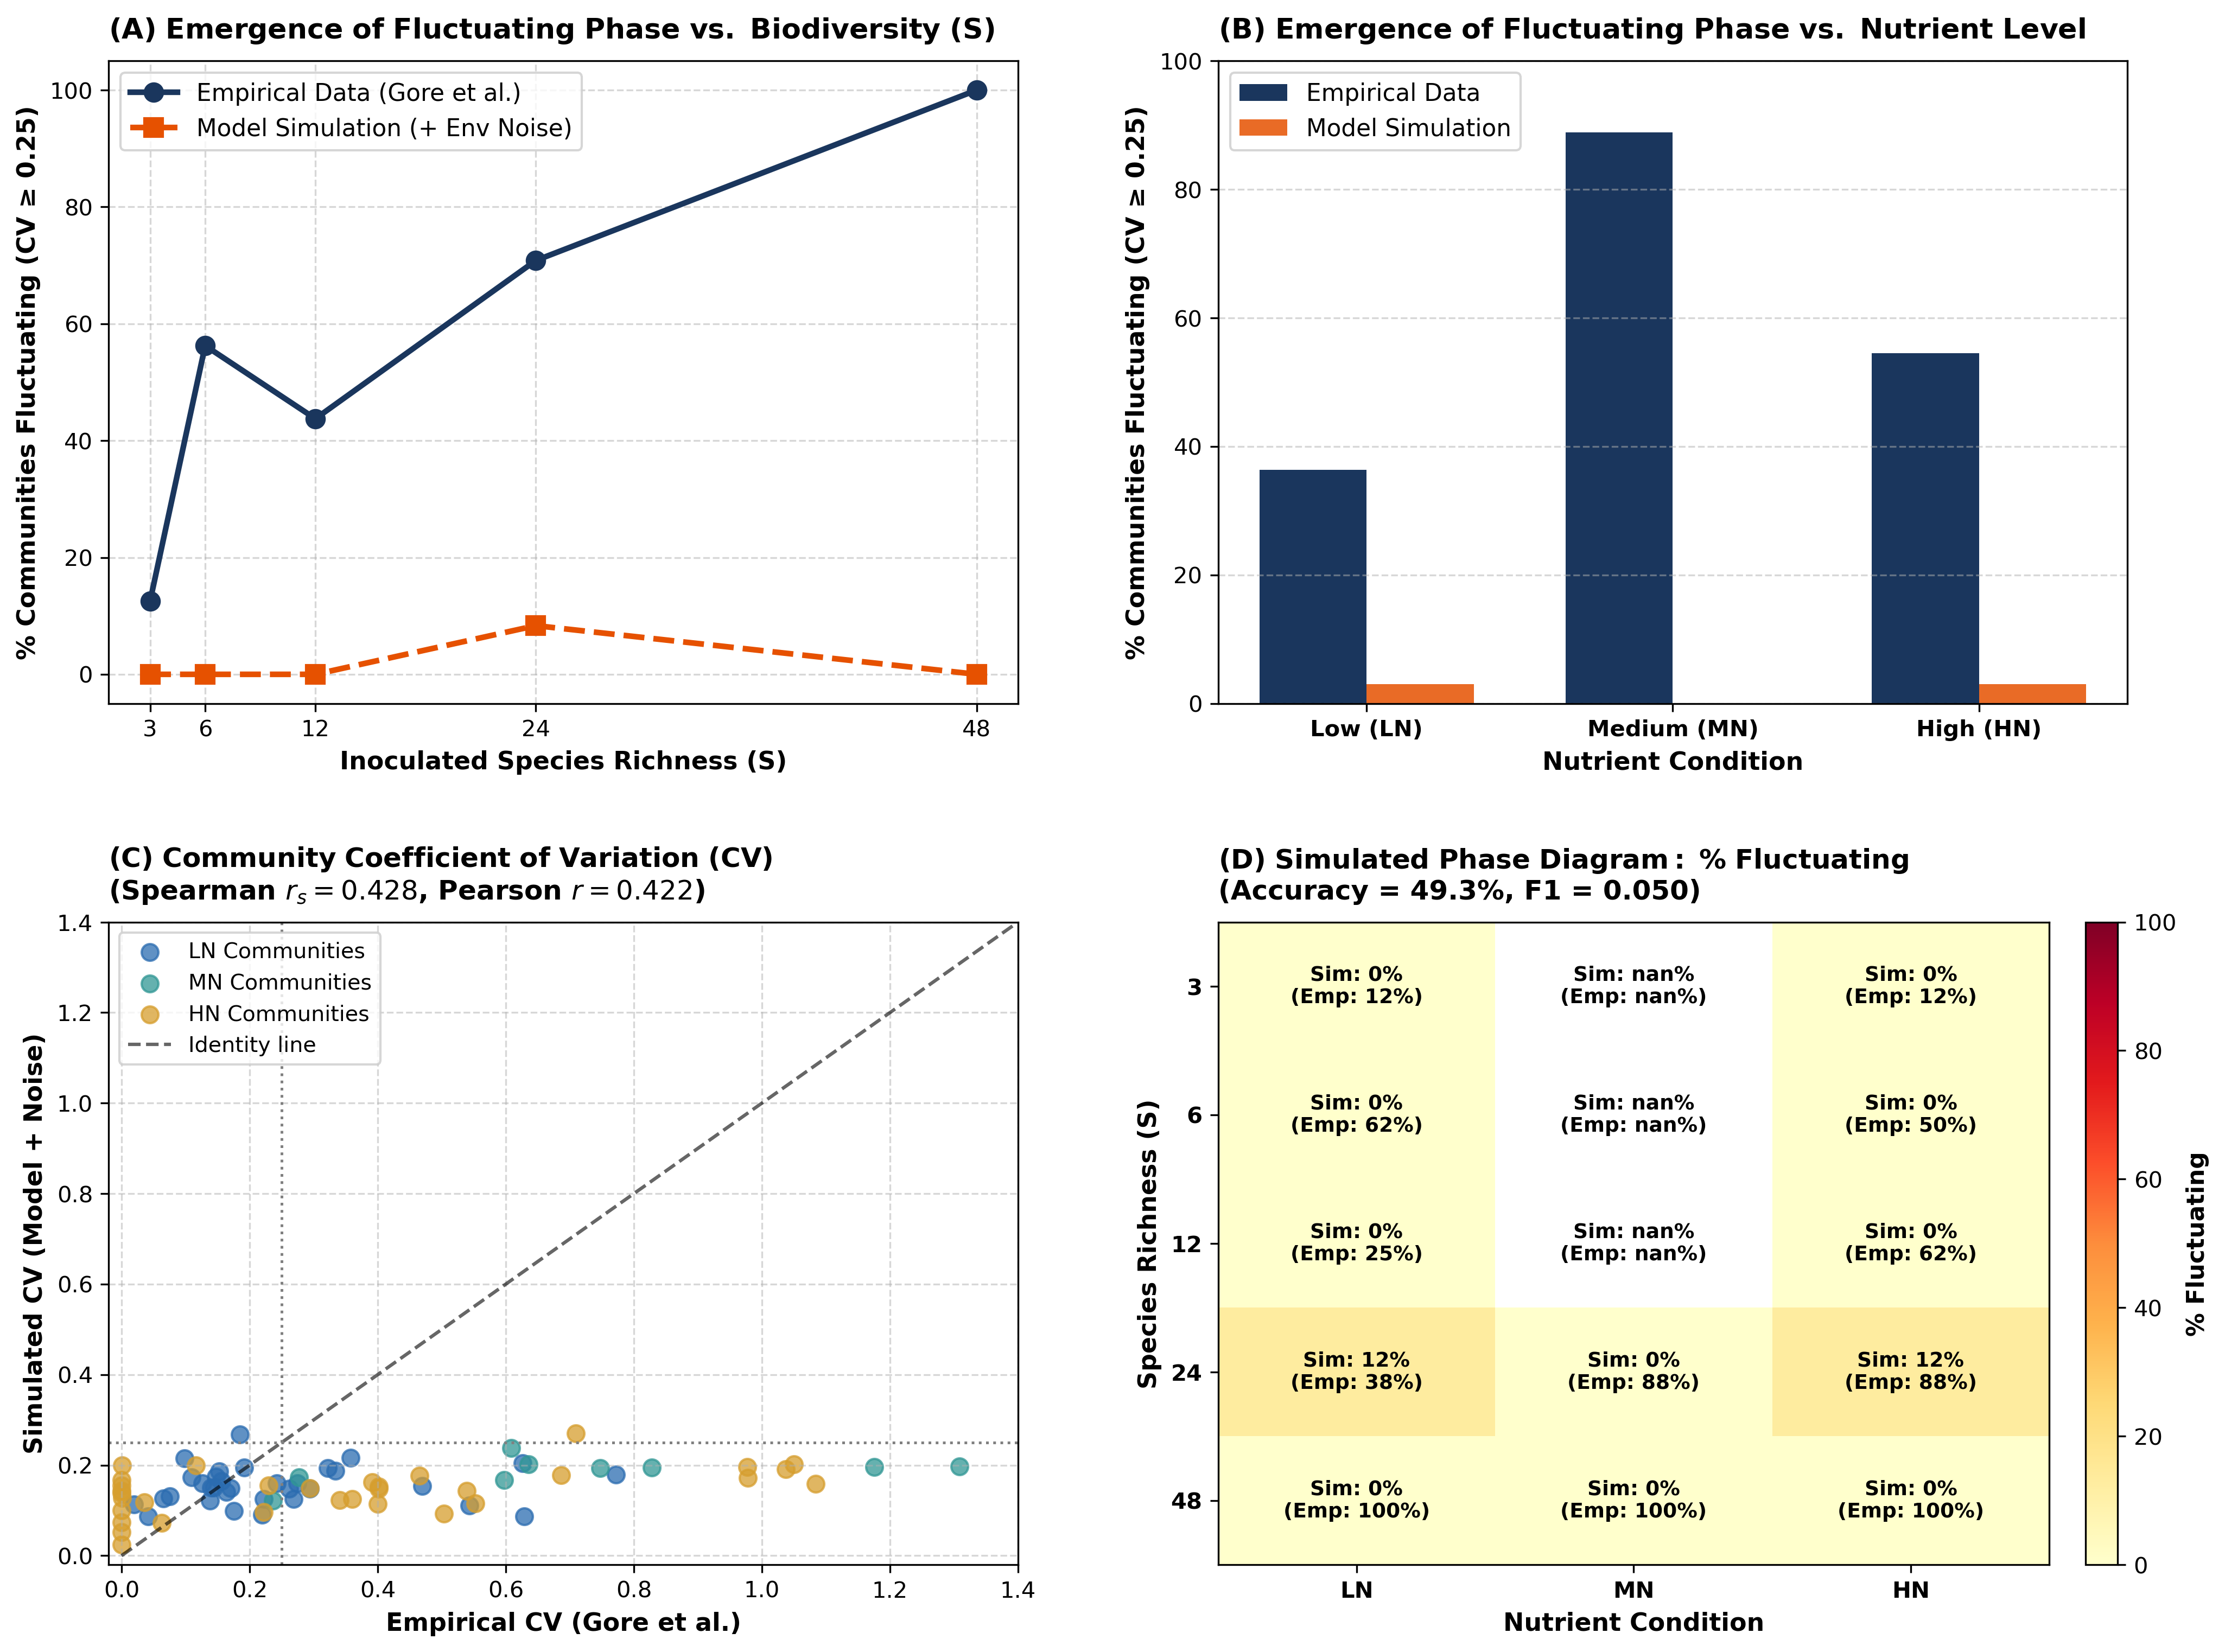 (A) Emergence of Fluctuating Phase vs. Biodiversity (S)
% Communities Fluctuating (CV ≥ 0.25)
100
80
60
40
20
0
Empirical Data (Gore et al.)
Model Simulation (+ Env Noise)
3 6 12 24 48
Inoculated Species Richness (S)
(B) Emergence of Fluctuating Phase vs. Nutrient Level
% Communities Fluctuating (CV ≥ 0.25)
100
80
60
40
20
0
Empirical Data
Model Simulation
Low (LN) Medium (MN) High (HN)
Nutrient Condition
(C) Community Coefficient of Variation (CV)
(Spearman r_s = 0.428, Pearson r = 0.422)
Simulated CV (Model + Noise)
1.4
1.2
1.0
0.8
0.6
0.4
0.2
0.0
LN Communities
MN Communities
HN Communities
Identity line
0.0 0.2 0.4 0.6 0.8 1.0 1.2 1.4
Empirical CV (Gore et al.)
(D) Simulated Phase Diagram: % Fluctuating
(Accuracy = 49.3%, F1 = 0.050)
Species Richness (S)
3
6
12
24
48
Sim: 0% Sim: nan% Sim: 0%
(Emp: 12%) (Emp: nan%) (Emp: 12%)
Sim: 0% Sim: nan% Sim: 0%
(Emp: 62%) (Emp: nan%) (Emp: 50%)
Sim: 0% Sim: nan% Sim: 0%
(Emp: 25%) (Emp: nan%) (Emp: 62%)
Sim: 12% Sim: 0% Sim: 12%
(Emp: 38%) (Emp: 88%) (Emp: 88%)
Sim: 0% Sim: 0% Sim: 0%
(Emp: 100%) (Emp: 100%) (Emp: 100%)
LN MN HN
Nutrient Condition
100
80
60
40
20
0
% Fluctuating